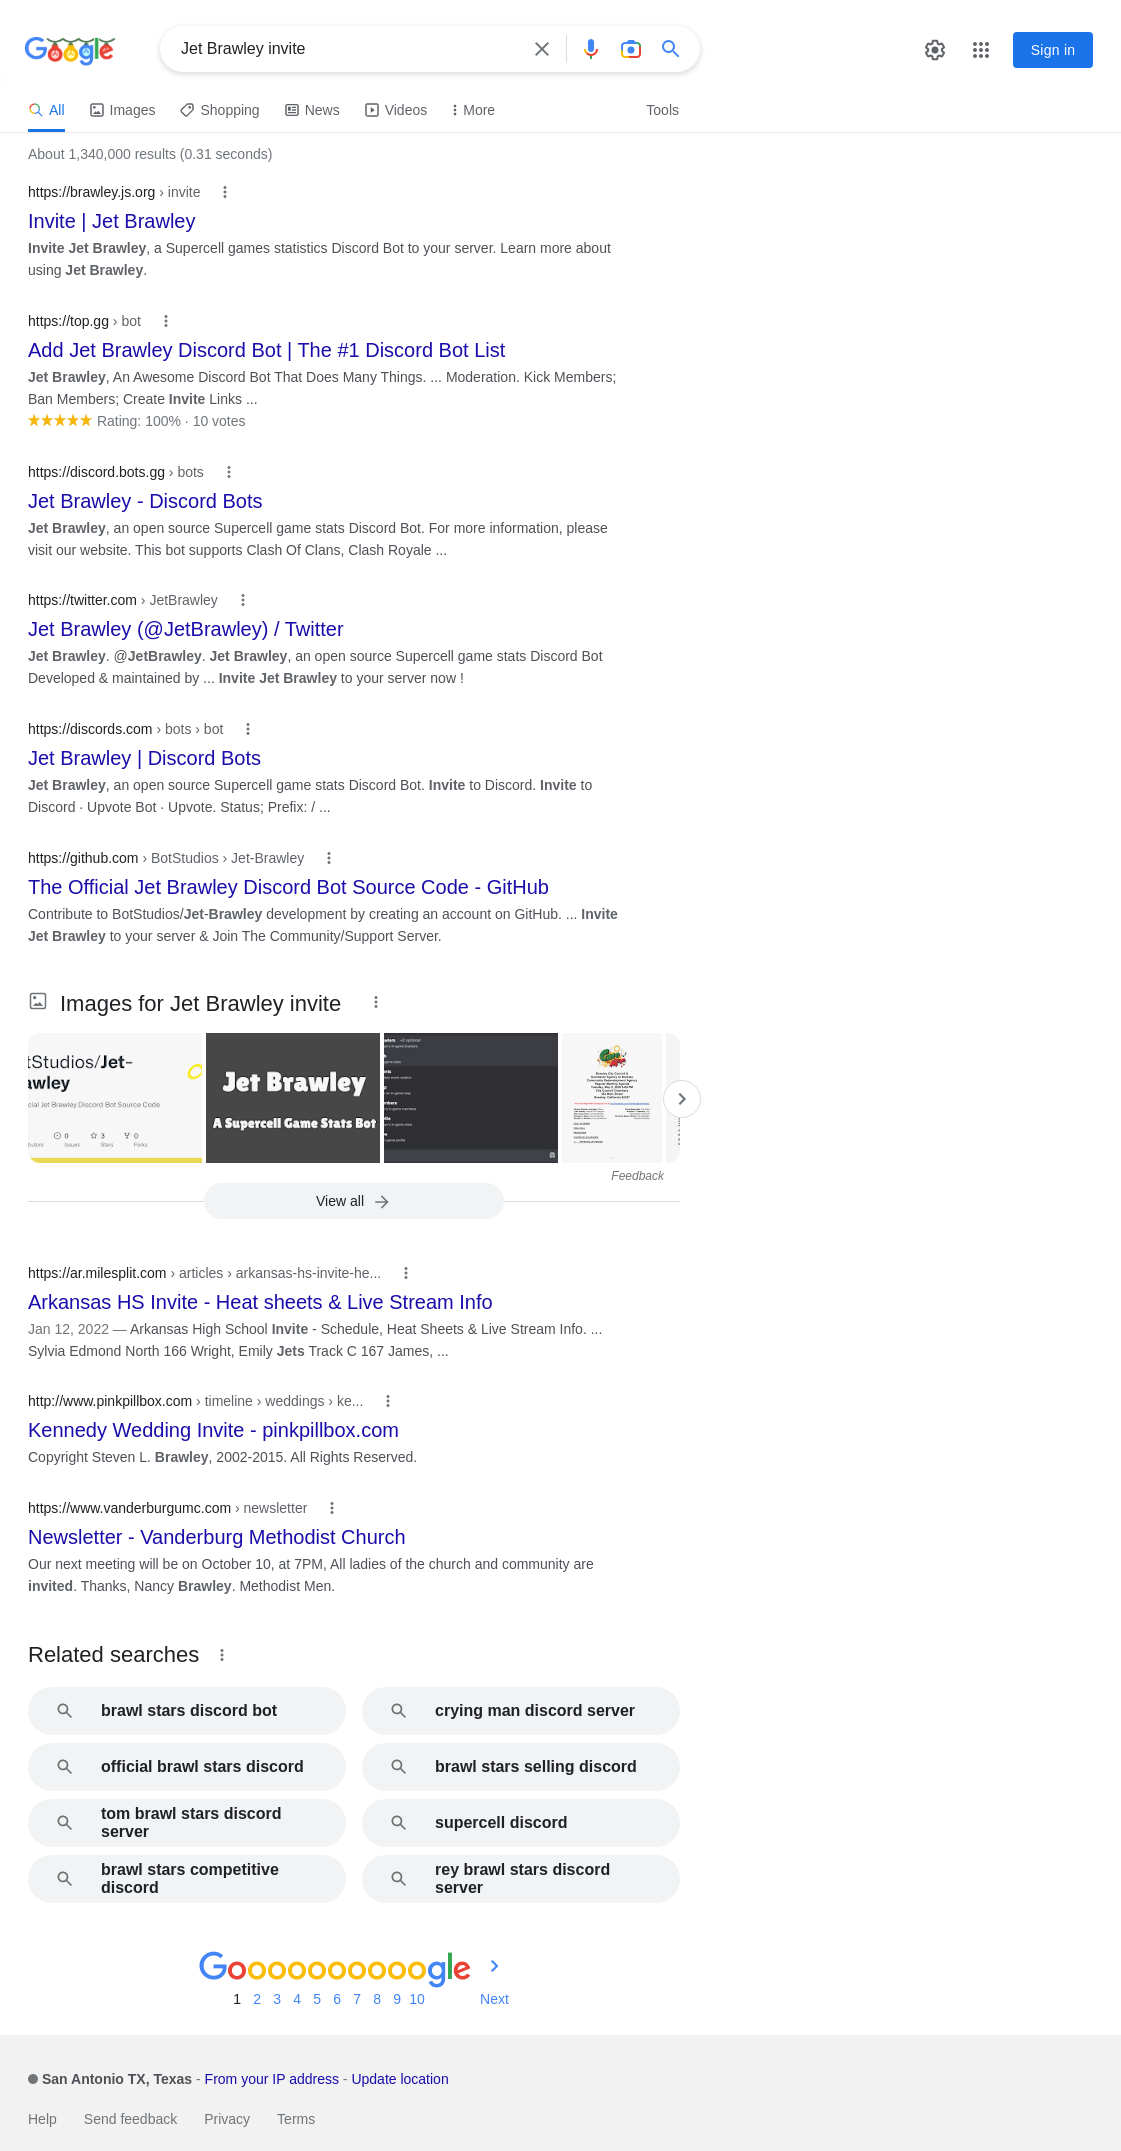 Google
Jet Brawley invite
Sign in
All
Images
Shopping
News
Videos
More
Tools
About 1,340,000 results (0.31 seconds)
https://brawley.js.org › invite
Invite | Jet Brawley
Invite Jet Brawley, a Supercell games statistics Discord Bot to your server. Learn more about
using Jet Brawley.
https://top.gg › bot
Add Jet Brawley Discord Bot | The #1 Discord Bot List
Jet Brawley, An Awesome Discord Bot That Does Many Things. ... Moderation. Kick Members;
Ban Members; Create Invite Links ...
Rating: 100% · 10 votes
https://discord.bots.gg › bots
Jet Brawley - Discord Bots
Jet Brawley, an open source Supercell game stats Discord Bot. For more information, please
visit our website. This bot supports Clash Of Clans, Clash Royale ...
https://twitter.com › JetBrawley
Jet Brawley (@JetBrawley) / Twitter
Jet Brawley. @JetBrawley. Jet Brawley, an open source Supercell game stats Discord Bot
Developed & maintained by ... Invite Jet Brawley to your server now !
https://discords.com › bots › bot
Jet Brawley | Discord Bots
Jet Brawley, an open source Supercell game stats Discord Bot. Invite to Discord. Invite to
Discord · Upvote Bot · Upvote. Status; Prefix: / ...
https://github.com › BotStudios › Jet-Brawley
The Official Jet Brawley Discord Bot Source Code - GitHub
Contribute to BotStudios/Jet-Brawley development by creating an account on GitHub. ... Invite
Jet Brawley to your server & Join The Community/Support Server.
Images for Jet Brawley invite
tStudios/Jet-
awley
cial Jet Brawley Discord Bot Source Code
0
3
0
Issues
Stars
Forks
Jet Brawley
A Supercell Game Stats Bot
Feedback
View all
https://ar.milesplit.com › articles › arkansas-hs-invite-he...
Arkansas HS Invite - Heat sheets & Live Stream Info
Jan 12, 2022 — Arkansas High School Invite - Schedule, Heat Sheets & Live Stream Info. ...
Sylvia Edmond North 166 Wright, Emily Jets Track C 167 James, ...
http://www.pinkpillbox.com › timeline › weddings › ke...
Kennedy Wedding Invite - pinkpillbox.com
Copyright Steven L. Brawley, 2002-2015. All Rights Reserved.
https://www.vanderburgumc.com › newsletter
Newsletter - Vanderburg Methodist Church
Our next meeting will be on October 10, at 7PM, All ladies of the church and community are
invited. Thanks, Nancy Brawley. Methodist Men.
Related searches
brawl stars discord bot
crying man discord server
official brawl stars discord
brawl stars selling discord
tom brawl stars discord
server
supercell discord
brawl stars competitive
discord
rey brawl stars discord
server
Goooooooooogle
1 2 3 4 5 6 7 8 9 10
Next
San Antonio TX, Texas - From your IP address - Update location
Help
Send feedback
Privacy
Terms